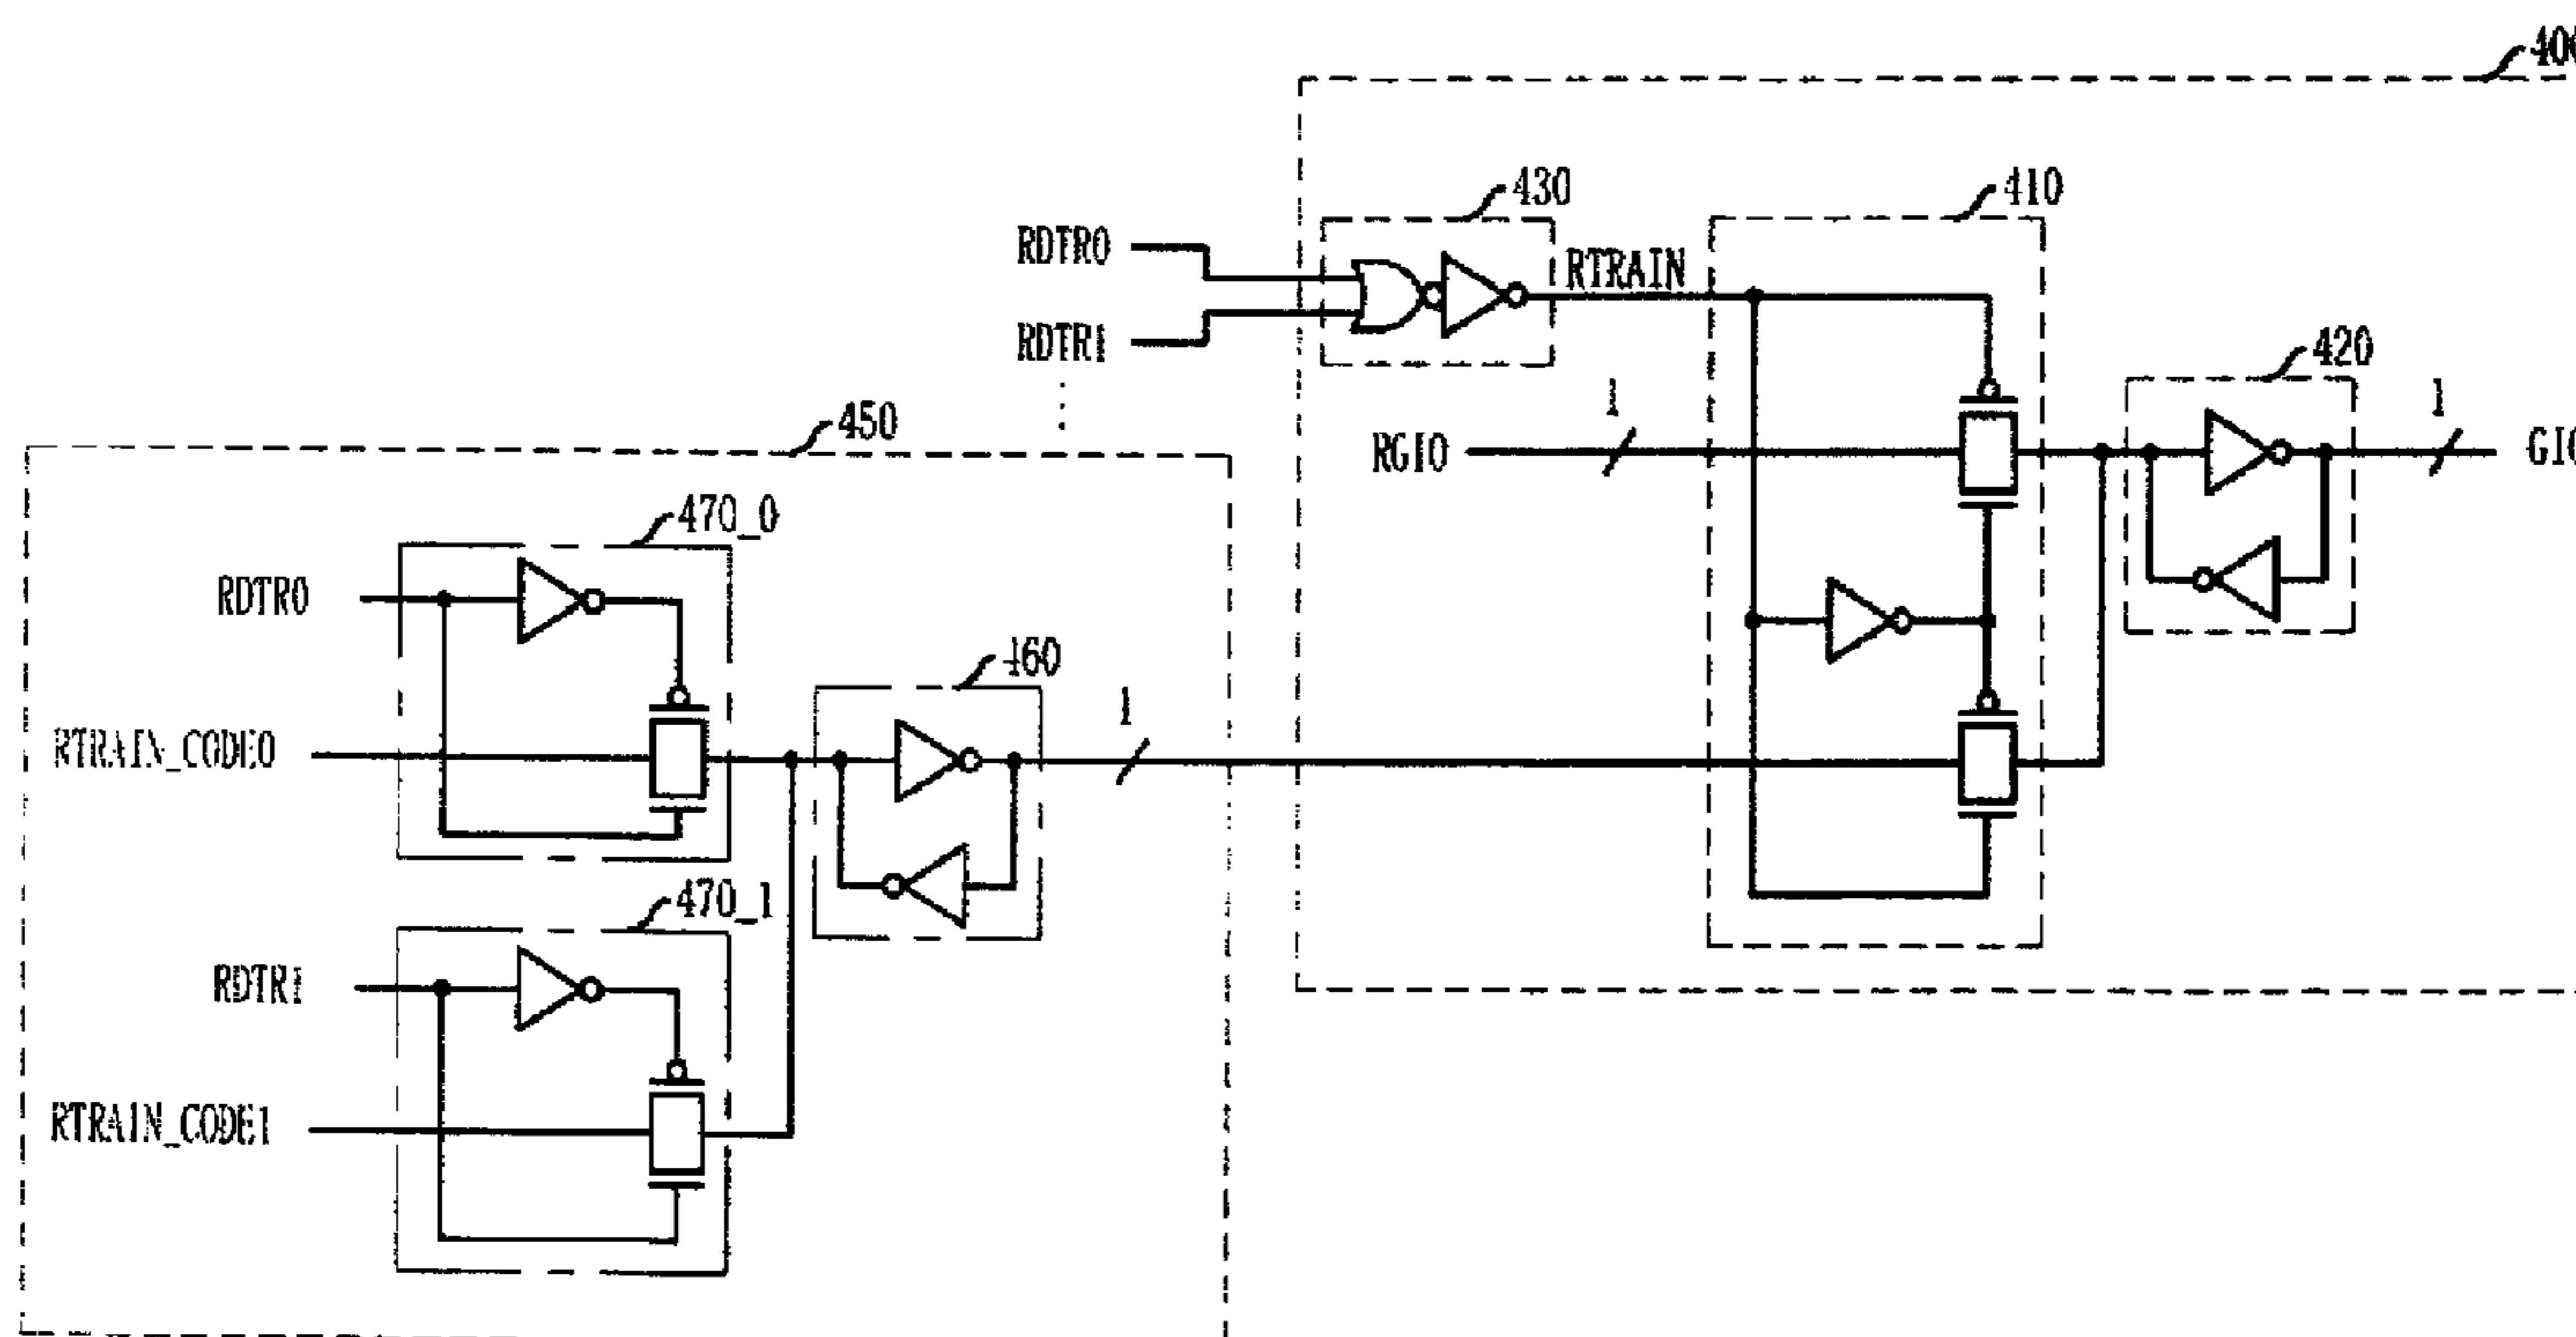 400
430
410
RDTR0
RTRAIN
RDTR1
420
1
1
450
RGIO
GIO
470_0
RDTR0
460
1
RTRAIN_CODE0
470_1
RDTR1
RTRAIN_CODE1